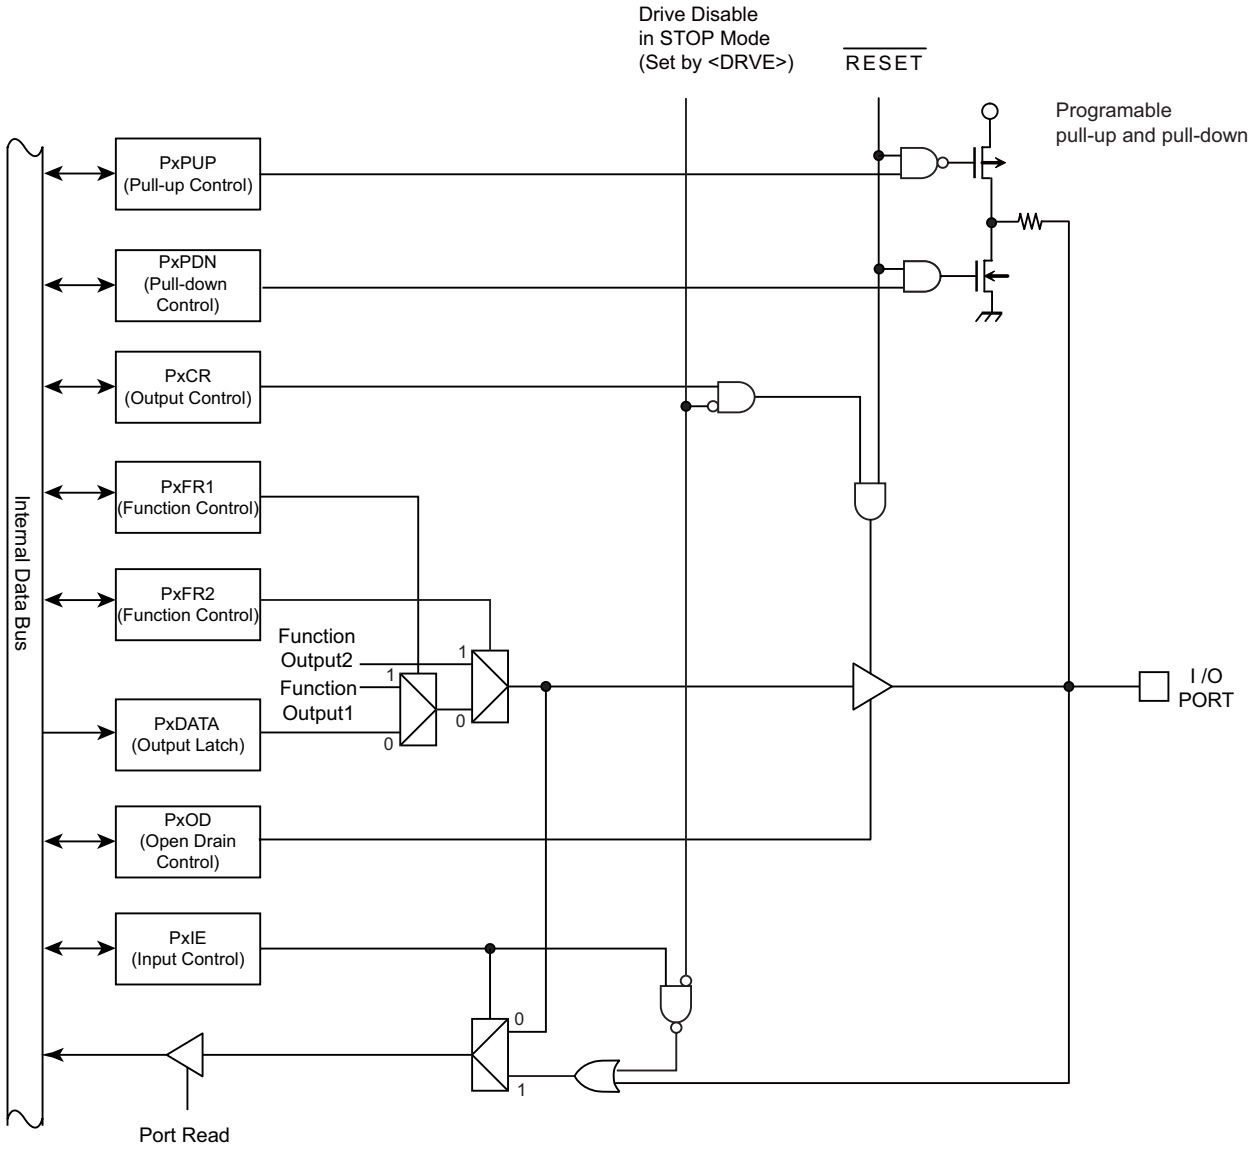 Drive Disable
in STOP Mode
(Set by <DRVE>)
RESET
Programable
pull-up and pull-down
PxPUP
(Pull-up Control)
PxPDN
(Pull-down
Control)
PxCR
(Output Control)
PxFR1
(Function Control)
Internal Data Bus
PxFR2
(Function Control)
Function
Output2
1
Function
Output1
1
0
0
I /O
PORT
PxDATA
(Output Latch)
PxOD
(Open Drain
Control)
PxIE
(Input Control)
0
1
Port Read